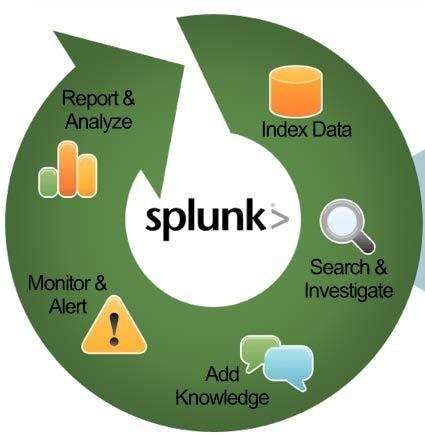 Report &
Analyze
Index Data
splunk>
Search &
Investigate
Monitor &
Alert
!
Add
Knowledge